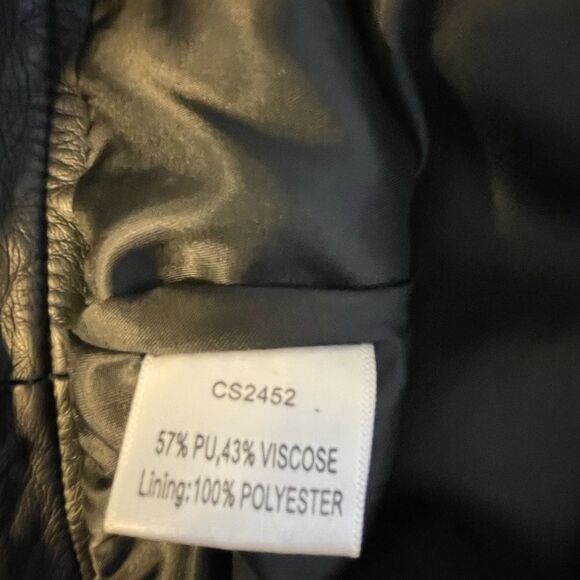 CS2452
57% PU,43% VISCOSE
Lining:100% POLYESTER